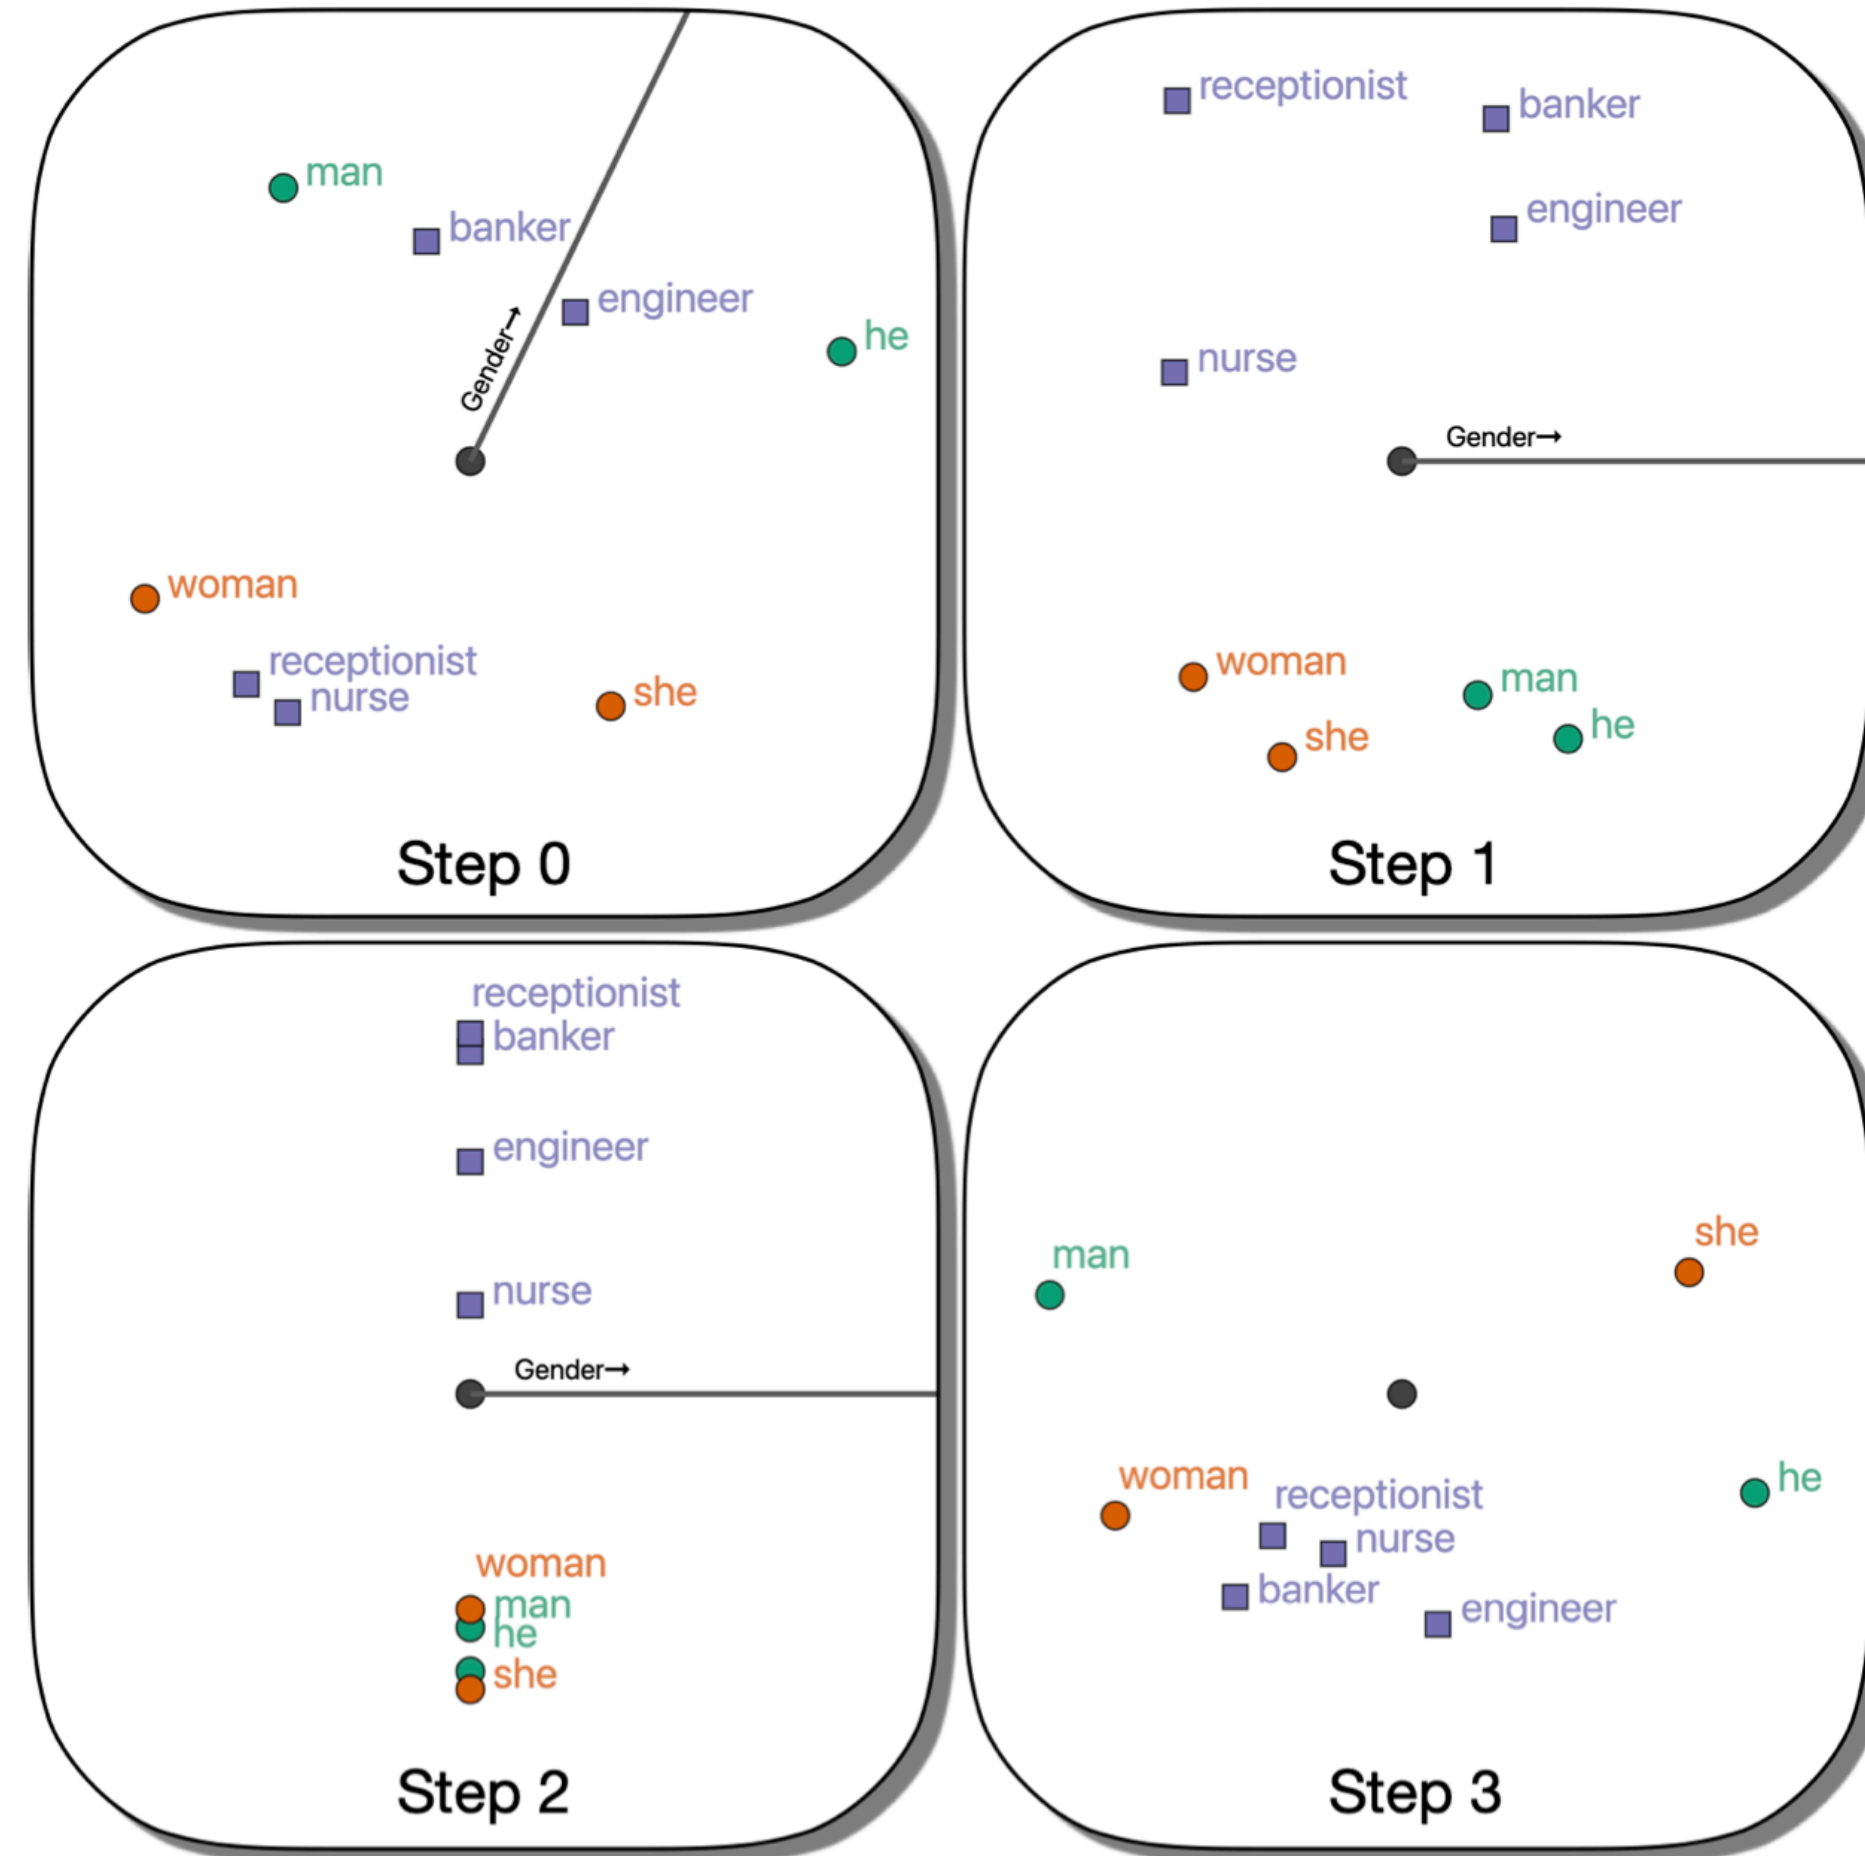 man
banker
engineer
he
Gender→
woman
receptionist
nurse
she
Step 0
receptionist
banker
engineer
nurse
Gender→
woman
man
he
she
Step 1
receptionist
banker
engineer
nurse
Gender→
woman
man
he
she
Step 2
she
man
woman
he
receptionist
nurse
banker
engineer
Step 3